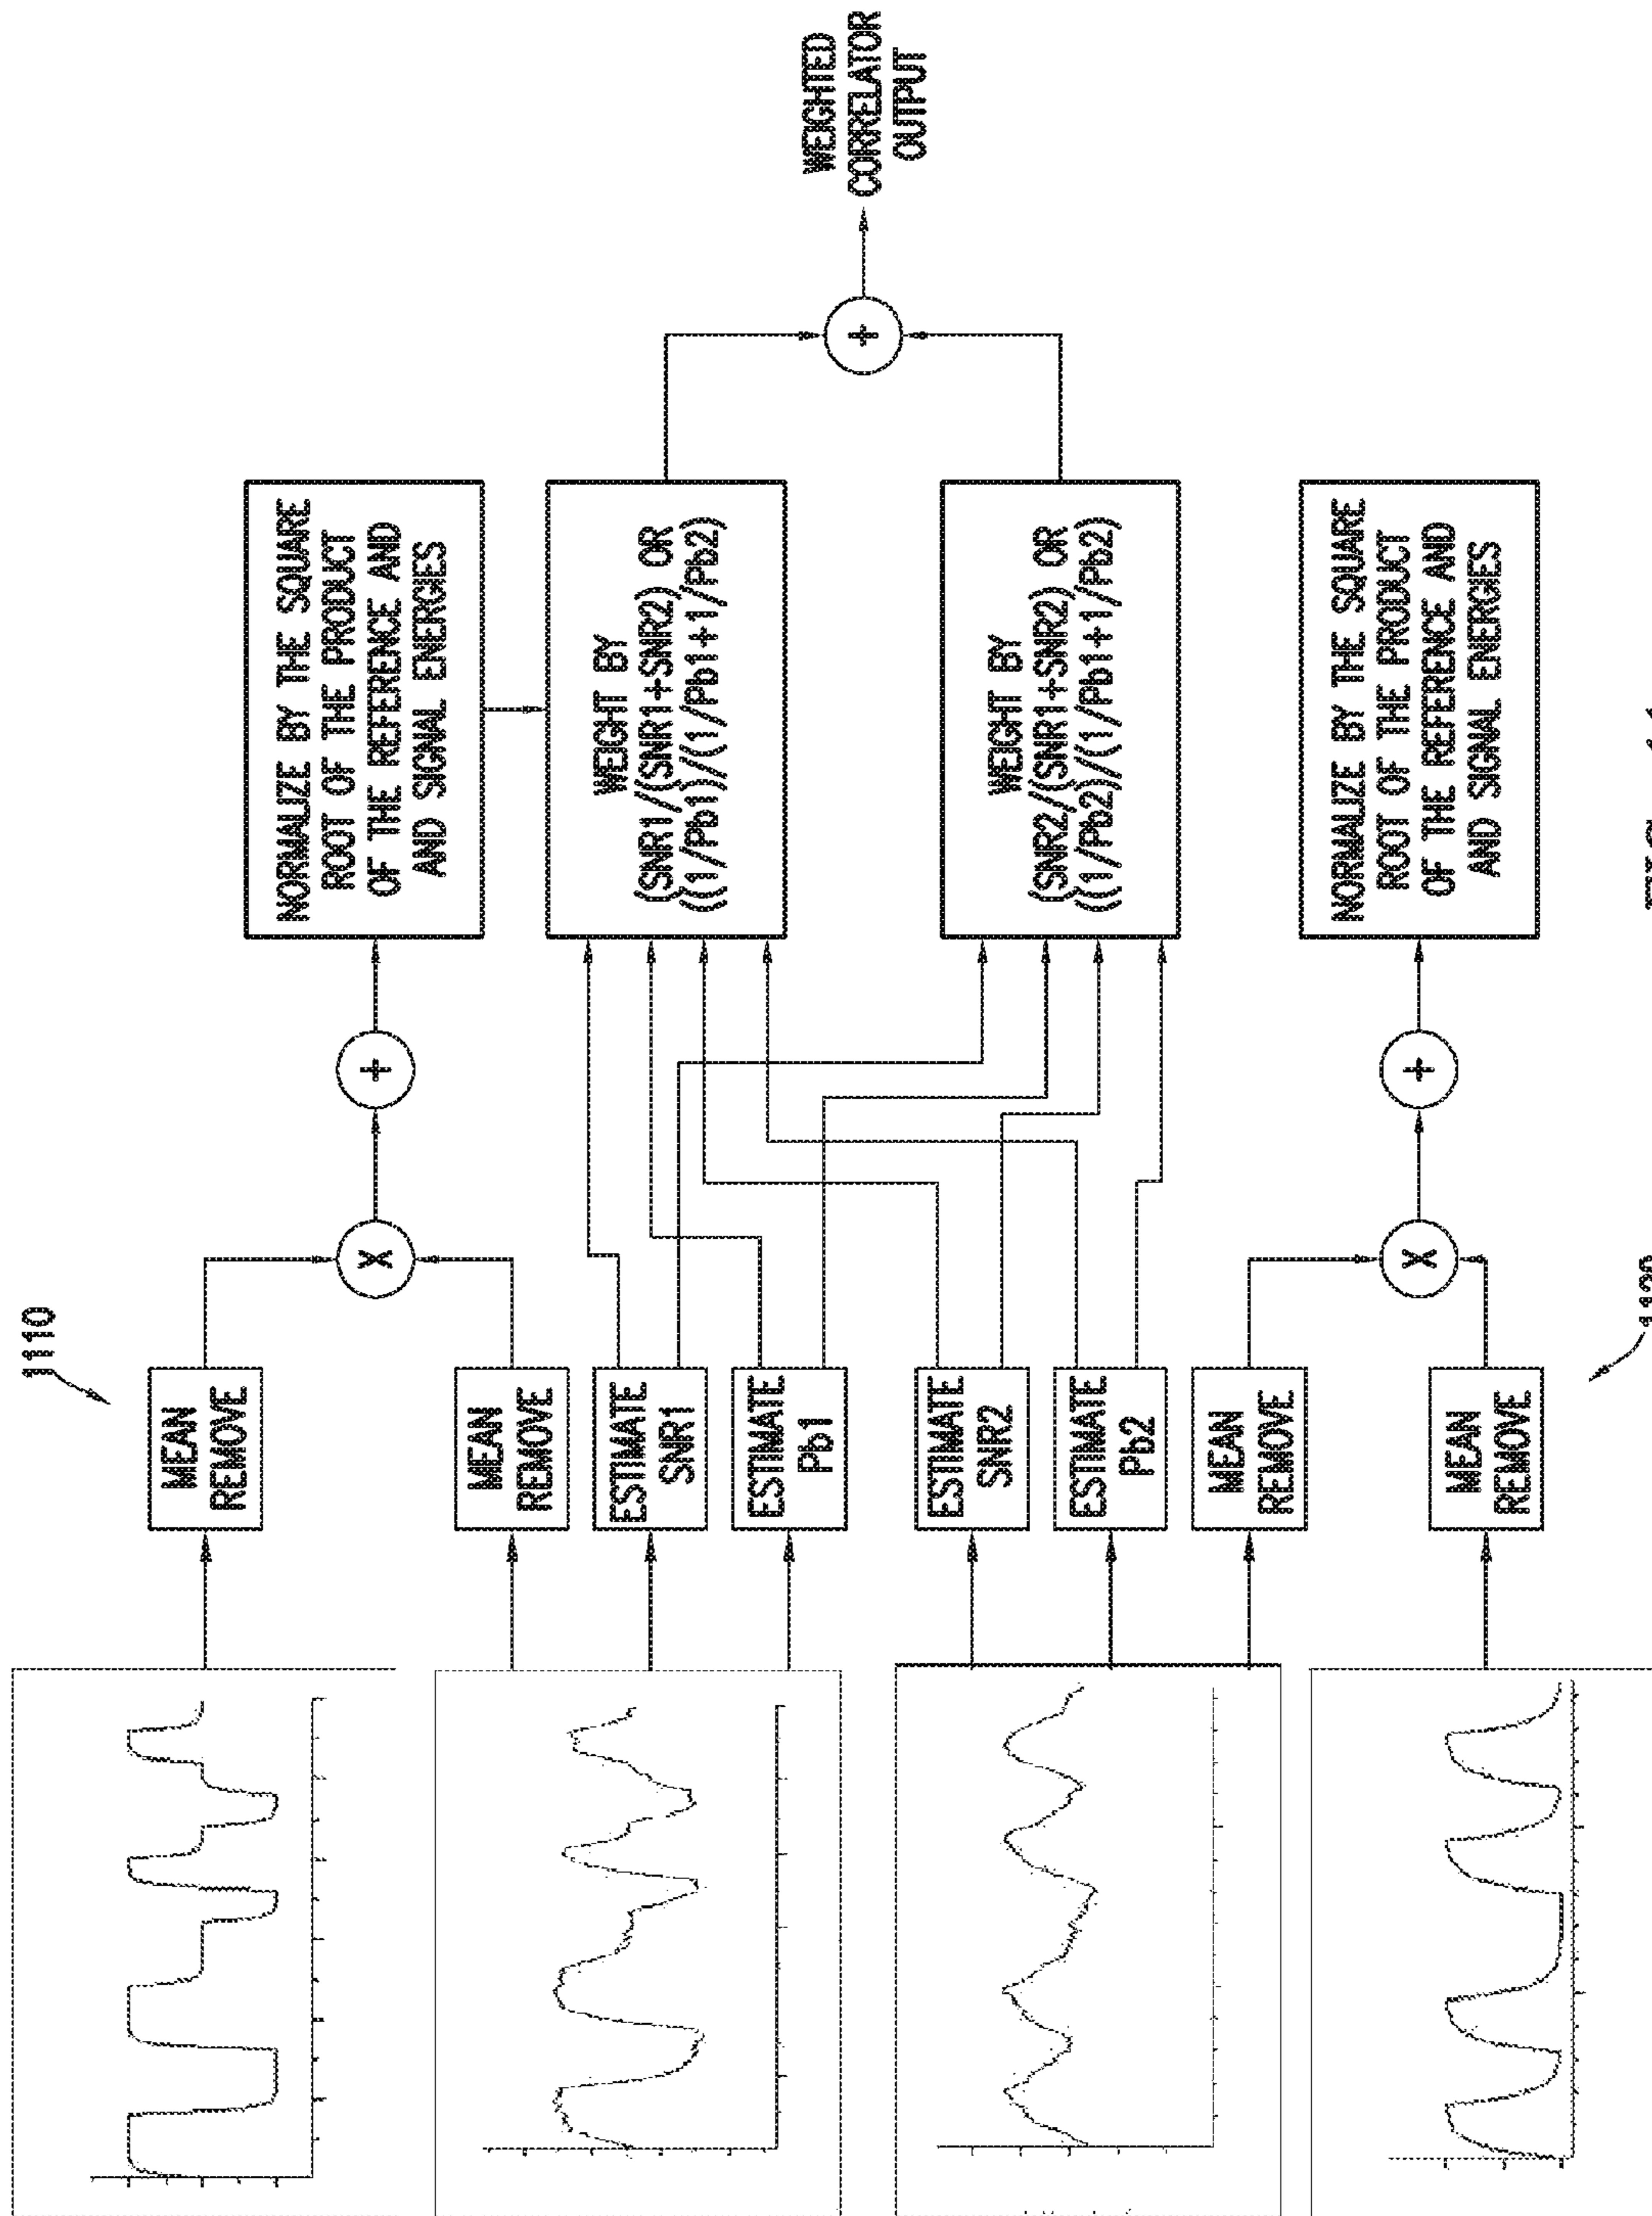 1110
MEAN
REMOVE
MEAN
REMOVE
ESTIMATE
SNR1
ESTIMATE
Pb1
ESTIMATE
SNR2
ESTIMATE
Pb2
MEAN
REMOVE
MEAN
REMOVE
X
+
X
+
NORMALIZE BY THE SQUARE
ROOT OF THE PRODUCT
OF THE REFERENCE AND
AND SIGNAL ENERGIES
WEIGHT BY
(SNR1/(SNR1+SNR2) OR
((1/Pb1)/(1/Pb1+1/Pb2)
WEIGHT BY
(SNR2/(SNR1+SNR2) OR
((1/Pb2)/(1/Pb1+1/Pb2)
NORMALIZE BY THE SQUARE
ROOT OF THE PRODUCT
OF THE REFERENCE AND
AND SIGNAL ENERGIES
+
WEIGHTED
CORRELATOR
OUTPUT